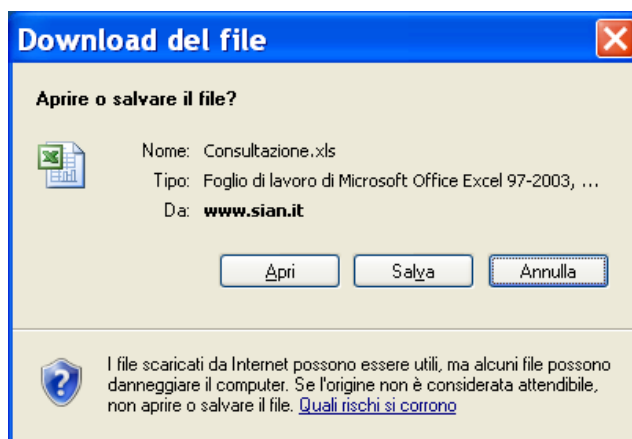 Download del file
Aprire o salvare il file?
Nome: Consultazione.xls
Tipo: Foglio di lavoro di Microsoft Office Excel 97-2003, ...
Da: www.sian.it
Apri Salva Annulla
I file scaricati da Internet possono essere utili, ma alcuni file possono
danneggiare il computer. Se l'origine non è considerata attendibile,
non aprire o salvare il file. Quali rischi si corrono